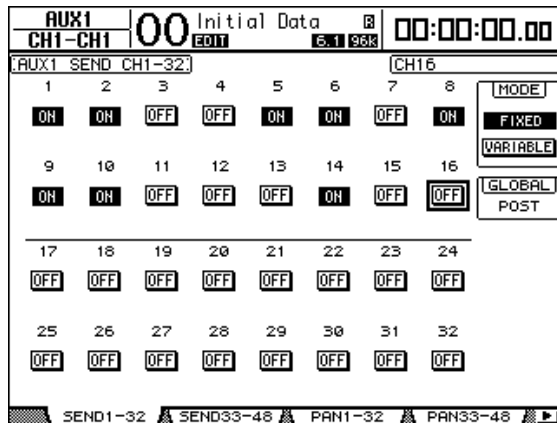 AUX1 00 Initial Data R 00:00:00.00
CH1-CH1 EDIT 6.1 96k
AUX1 SEND CH1-32 CH16
1 2 3 4 5 6 7 8 MODE
ON ON OFF OFF ON ON OFF ON FIXED
VARIABLE
9 10 11 12 13 14 15 16
ON ON OFF OFF OFF ON OFF OFF GLOBAL
POST
17 18 19 20 21 22 23 24
OFF OFF OFF OFF OFF OFF OFF OFF
25 26 27 28 29 30 31 32
OFF OFF OFF OFF OFF OFF OFF OFF
SEND1-32 SEND33-48 PAN1-32 PAN33-48